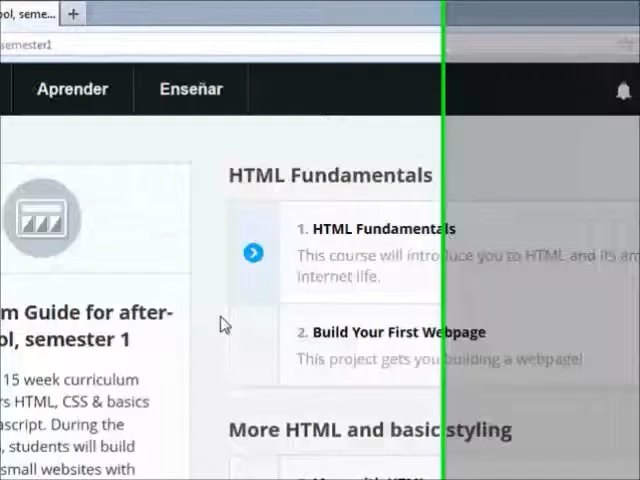 ol, seme...
semester1
Aprender
Enseñar
HTML Fundamentals
1. HTML Fundamentals
This course will introduce you to HTML and its am
internet life.
2. Build Your First Webpage
This project gets you building a webpage!
m Guide for after-
ol, semester 1
15 week curriculum
rs HTML, CSS & basics
vascript. During the
, students will build
small websites with
More HTML and basic styling